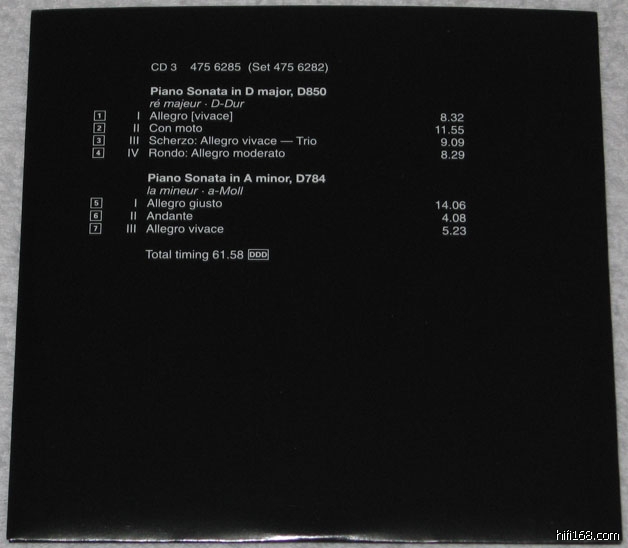 CD 3 475 6285 (Set 475 6282)
Piano Sonata in D major, D850
ré majeur · D-Dur
1 I Allegro [vivace] 8.32
2 II Con moto 11.55
3 III Scherzo: Allegro vivace — Trio 9.09
4 IV Rondo: Allegro moderato 8.29
Piano Sonata in A minor, D784
la mineur · a-Moll
5 I Allegro giusto 14.06
6 II Andante 4.08
7 III Allegro vivace 5.23
Total timing 61.58 DDD
hifi168.com